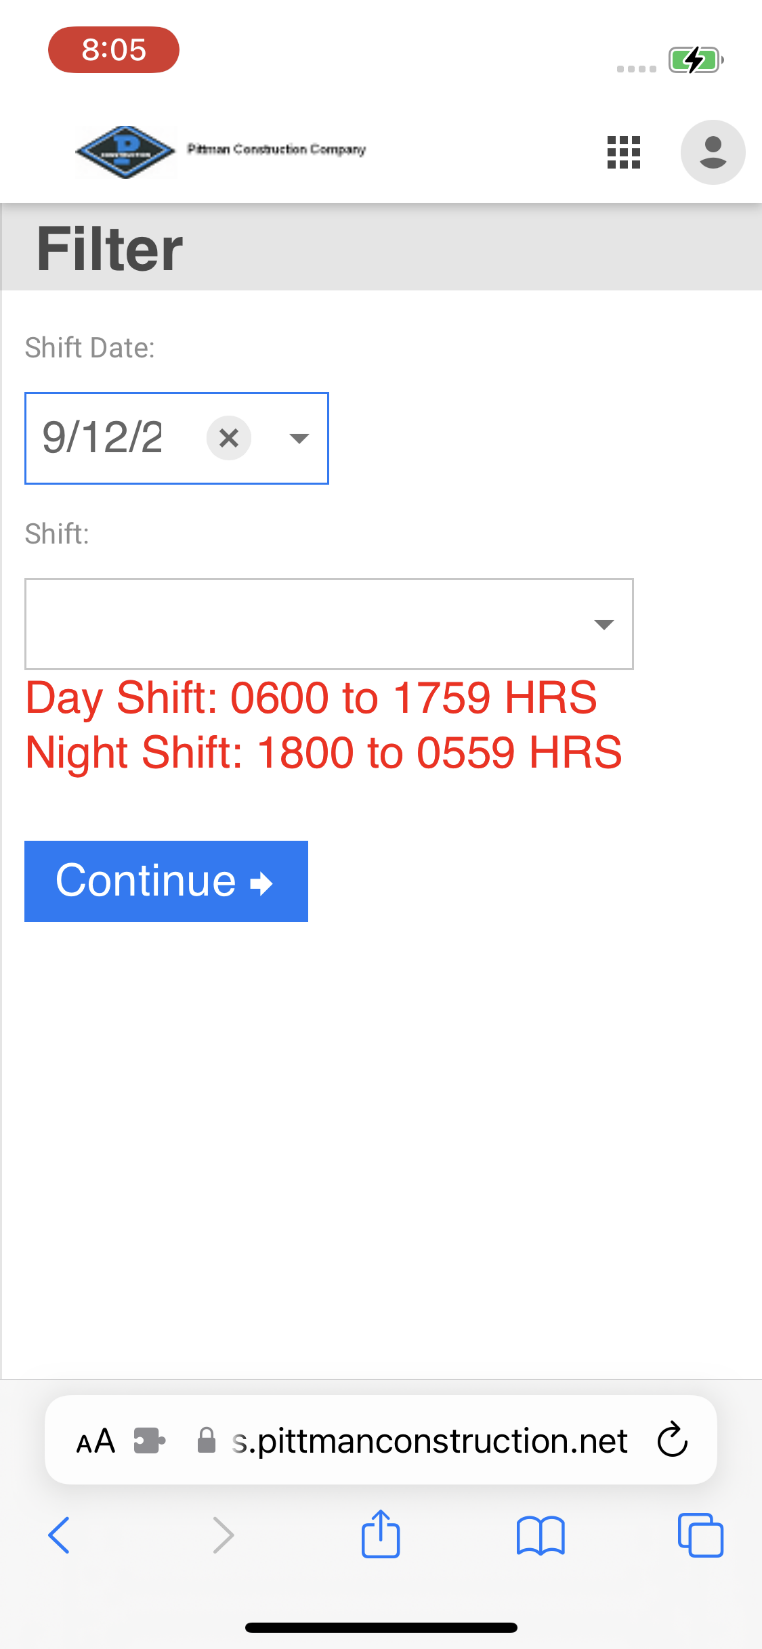 8:05
P
CONSTRUCTION
Pittman Construction Company
Filter
Shift Date:
9/12/2
Shift:
Day Shift: 0600 to 1759 HRS
Night Shift: 1800 to 0559 HRS
Continue
AA
s.pittmanconstruction.net